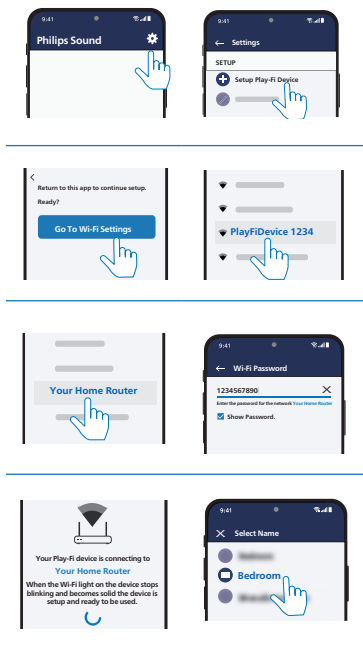 9:41
Philips Sound
9:41
← Settings
SETUP
Setup Play-Fi Device
Return to this app to continue setup.
Ready?
Go To Wi-Fi Settings
PlayFiDevice 1234
Your Home Router
9:41
← Wi-Fi Password
1234567890
Enter the password for the network Your Home Router
Show Password.
Your Play-Fi device is connecting to
Your Home Router
When the Wi-Fi light on the device stops
blinking and becomes solid the device is
setup and ready to be used.
9:41
Select Name
Bedroom